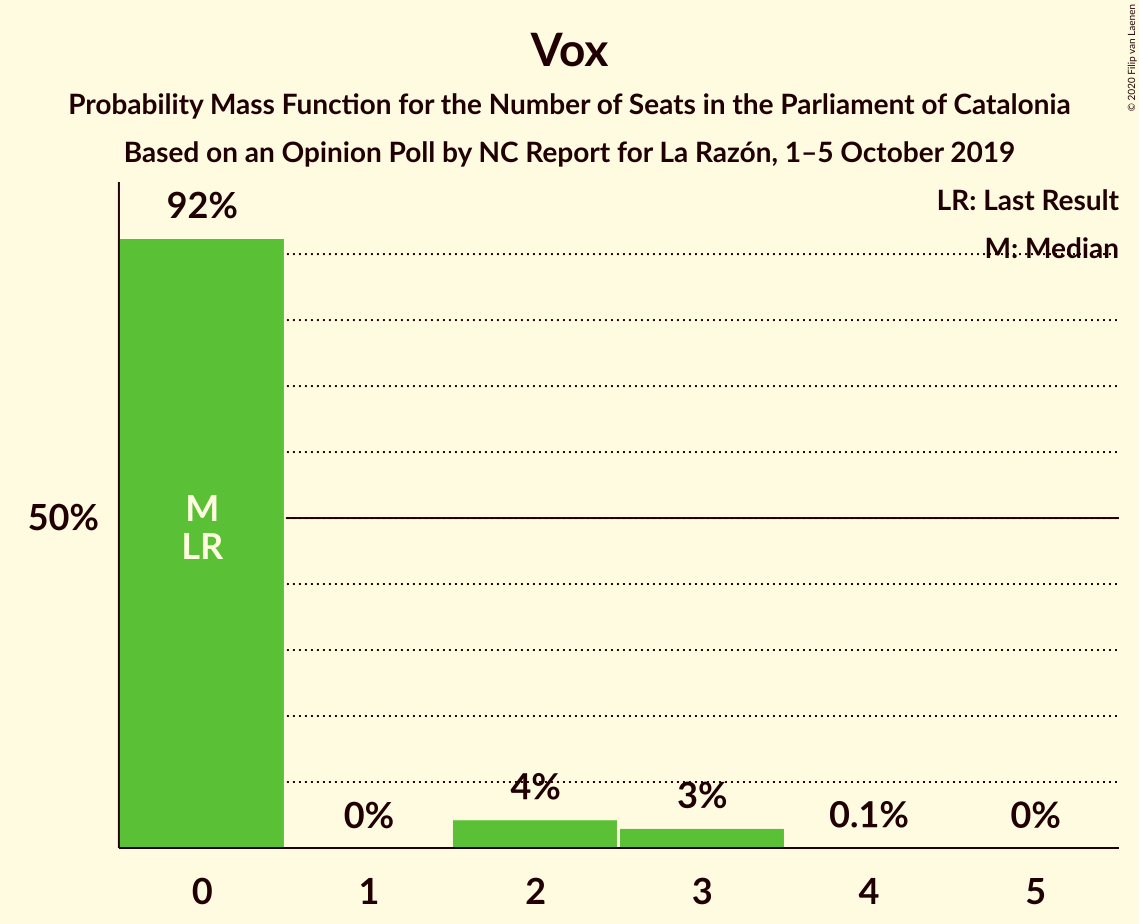 Vox
Probability Mass Function for the Number of Seats in the Parliament of Catalonia
Based on an Opinion Poll by NC Report for La Razón, 1–5 October 2019
© 2020 Filip van Laenen
LR: Last Result
M: Median
92%
50%
M
LR
0%
4%
3%
0.1%
0%
0
1
2
3
4
5